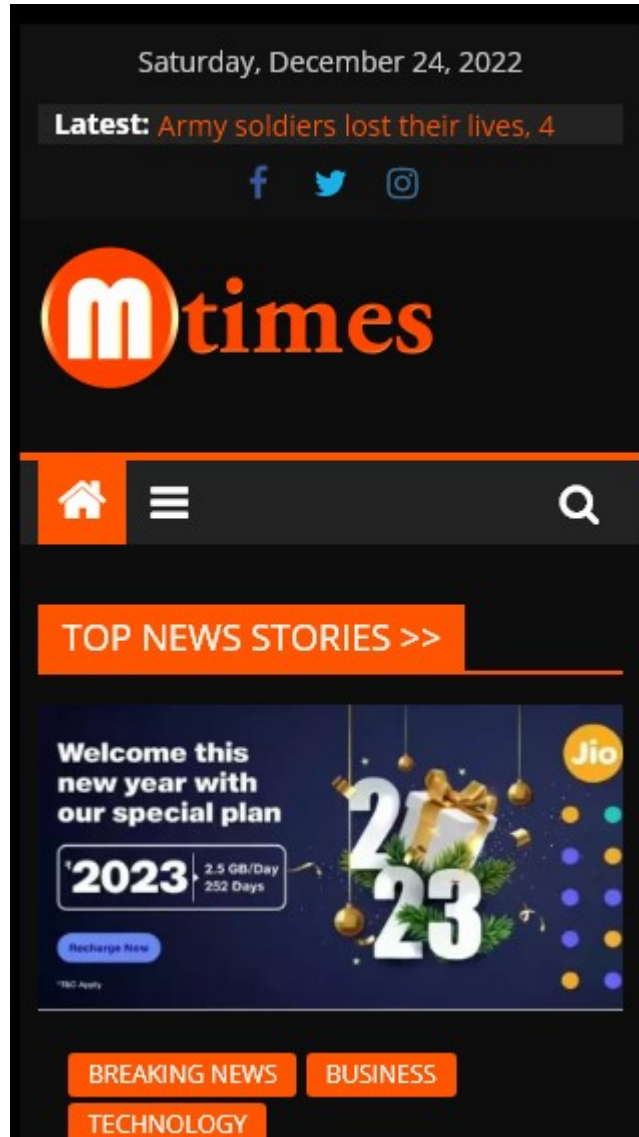 Saturday, December 24, 2022
Latest: Army soldiers lost their lives, 4
m times
TOP NEWS STORIES >>
Welcome this
new year with
our special plan
Jio
₹2023
2.5 GB/Day
252 Days
2023
Recharge Now
*T&C Apply
BREAKING NEWS BUSINESS
TECHNOLOGY